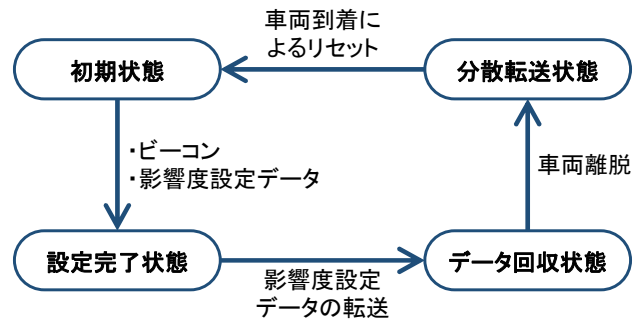 車両到着に
よるリセット
初期状態
分散転送状態
・ビーコン
・影響度設定データ
車両離脱
設定完了状態
データ回収状態
影響度設定
データの転送